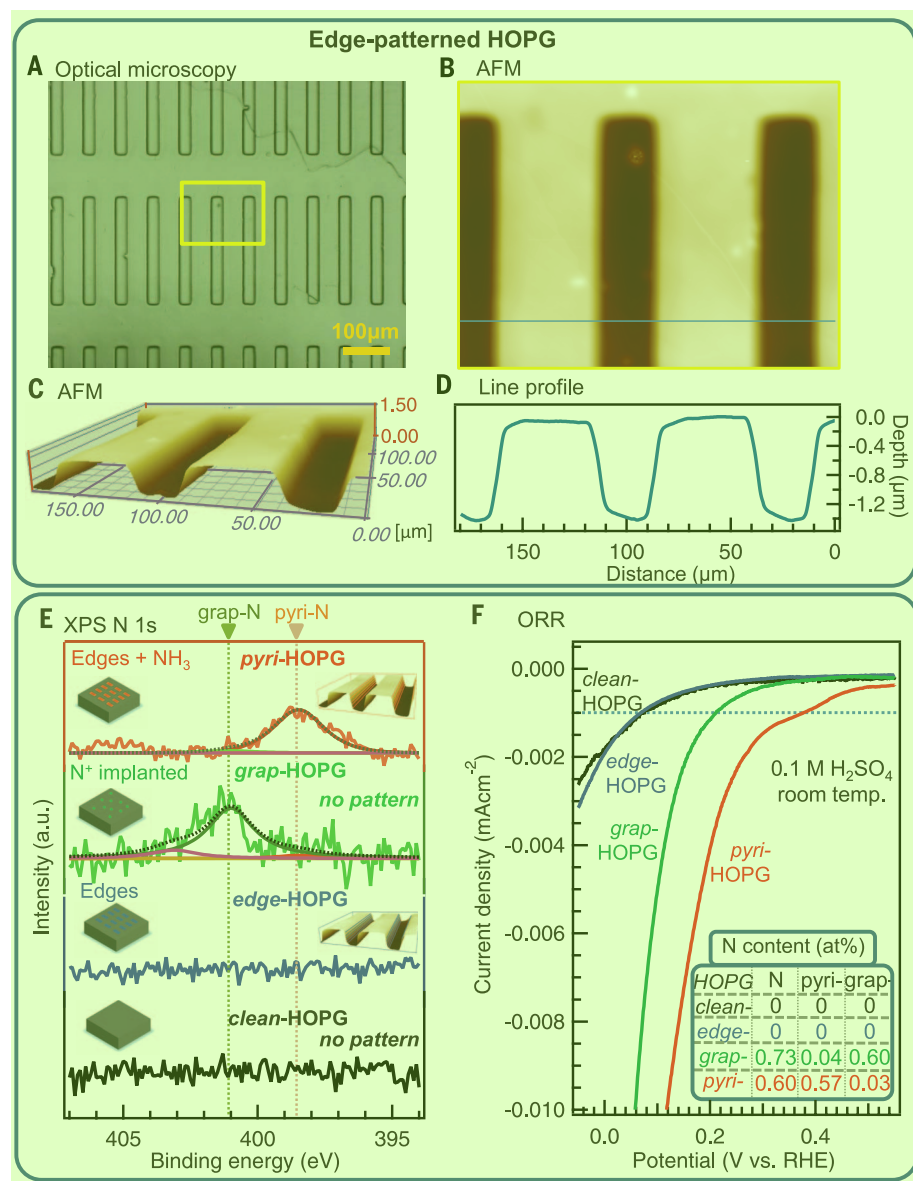 Edge-patterned HOPG
A Optical microscopy
100μm
B AFM
C AFM
1.50
0.00
100.00
50.00
0.00 [μm]
50.00
100.00
150.00
D Line profile
0.0
-0.4
-0.8
-1.2
Depth (μm)
150 100 50 0
Distance (μm)
E XPS N 1s
grap-N pyri-N
Edges + NH₃ pyri-HOPG
N⁺ implanted grap-HOPG
no pattern
Edges edge-HOPG
clean-HOPG
no pattern
Intensity (a.u.)
405 400 395
Binding energy (eV)
F ORR
0.000
-0.002
-0.004
-0.006
-0.008
-0.010
Current density (mAcm⁻²)
clean-
HOPG
edge-
HOPG
0.1 M H₂SO₄
room temp.
grap-
HOPG
pyri-
HOPG
N content (at%)
HOPG N pyri- grap-
clean- 0 0 0
edge- 0 0 0
grap- 0.73 0.04 0.60
pyri- 0.60 0.57 0.03
0.0 0.2 0.4
Potential (V vs. RHE)